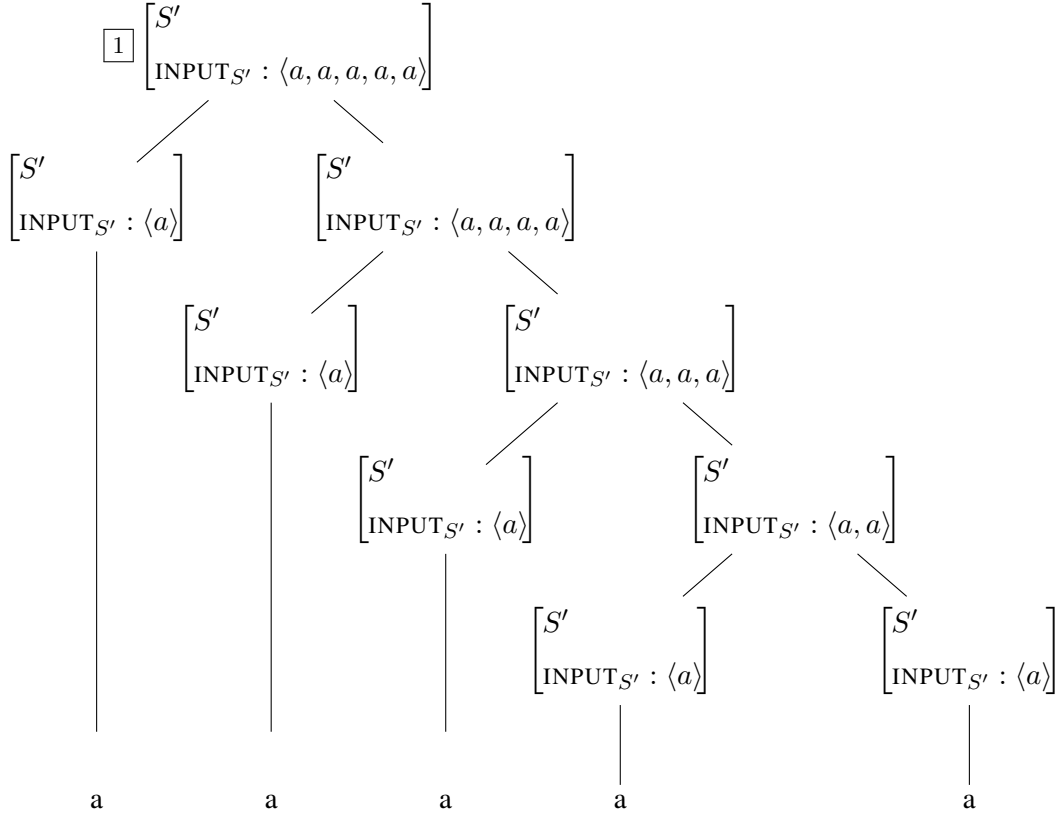 1 S′
INPUT_S′ : ⟨a, a, a, a, a⟩
S′ S′
INPUT_S′ : ⟨a⟩ INPUT_S′ : ⟨a, a, a, a⟩
S′ S′
INPUT_S′ : ⟨a⟩ INPUT_S′ : ⟨a, a, a⟩
S′ S′
INPUT_S′ : ⟨a⟩ INPUT_S′ : ⟨a, a⟩
S′ S′
INPUT_S′ : ⟨a⟩ INPUT_S′ : ⟨a⟩
a a a a a